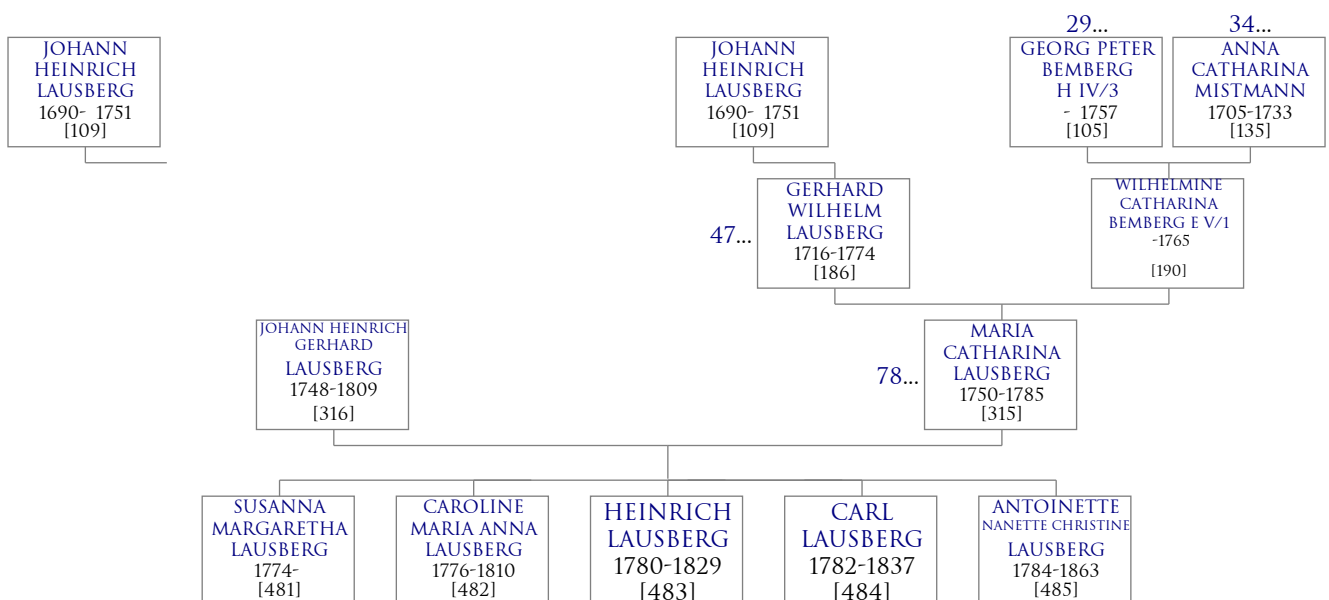 29...
34...
JOHANN
HEINRICH
LAUSBERG
1690- 1751
[109]
JOHANN
HEINRICH
LAUSBERG
1690- 1751
[109]
GEORG PETER
BEMBERG
H IV/3
- 1757
[105]
ANNA
CATHARINA
MISTMANN
1705-1733
[135]
47...
GERHARD
WILHELM
LAUSBERG
1716-1774
[186]
WILHELMINE
CATHARINA
BEMBERG E V/1
-1765
[190]
JOHANN HEINRICH
GERHARD
LAUSBERG
1748-1809
[316]
78...
MARIA
CATHARINA
LAUSBERG
1750-1785
[315]
SUSANNA
MARGARETHA
LAUSBERG
1774-
[481]
CAROLINE
MARIA ANNA
LAUSBERG
1776-1810
[482]
HEINRICH
LAUSBERG
1780-1829
[483]
CARL
LAUSBERG
1782-1837
[484]
ANTOINETTE
NANETTE CHRISTINE
LAUSBERG
1784-1863
[485]